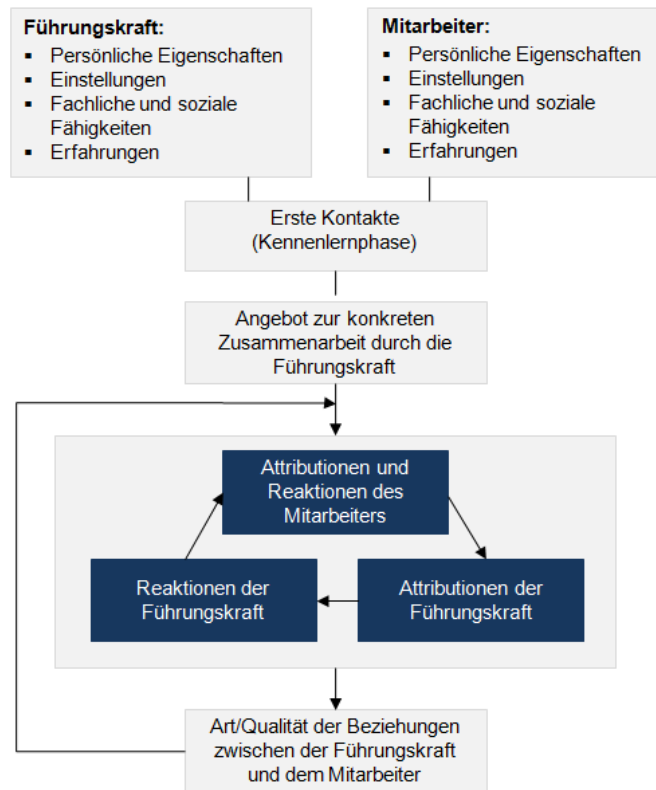 Führungskraft:
▪ Persönliche Eigenschaften
▪ Einstellungen
▪ Fachliche und soziale
Fähigkeiten
▪ Erfahrungen
Mitarbeiter:
▪ Persönliche Eigenschaften
▪ Einstellungen
▪ Fachliche und soziale
Fähigkeiten
▪ Erfahrungen
Erste Kontakte
(Kennenlernphase)
Angebot zur konkreten
Zusammenarbeit durch die
Führungskraft
Attributionen und
Reaktionen des
Mitarbeiters
Reaktionen der
Führungskraft
Attributionen der
Führungskraft
Art/Qualität der Beziehungen
zwischen der Führungskraft
und dem Mitarbeiter